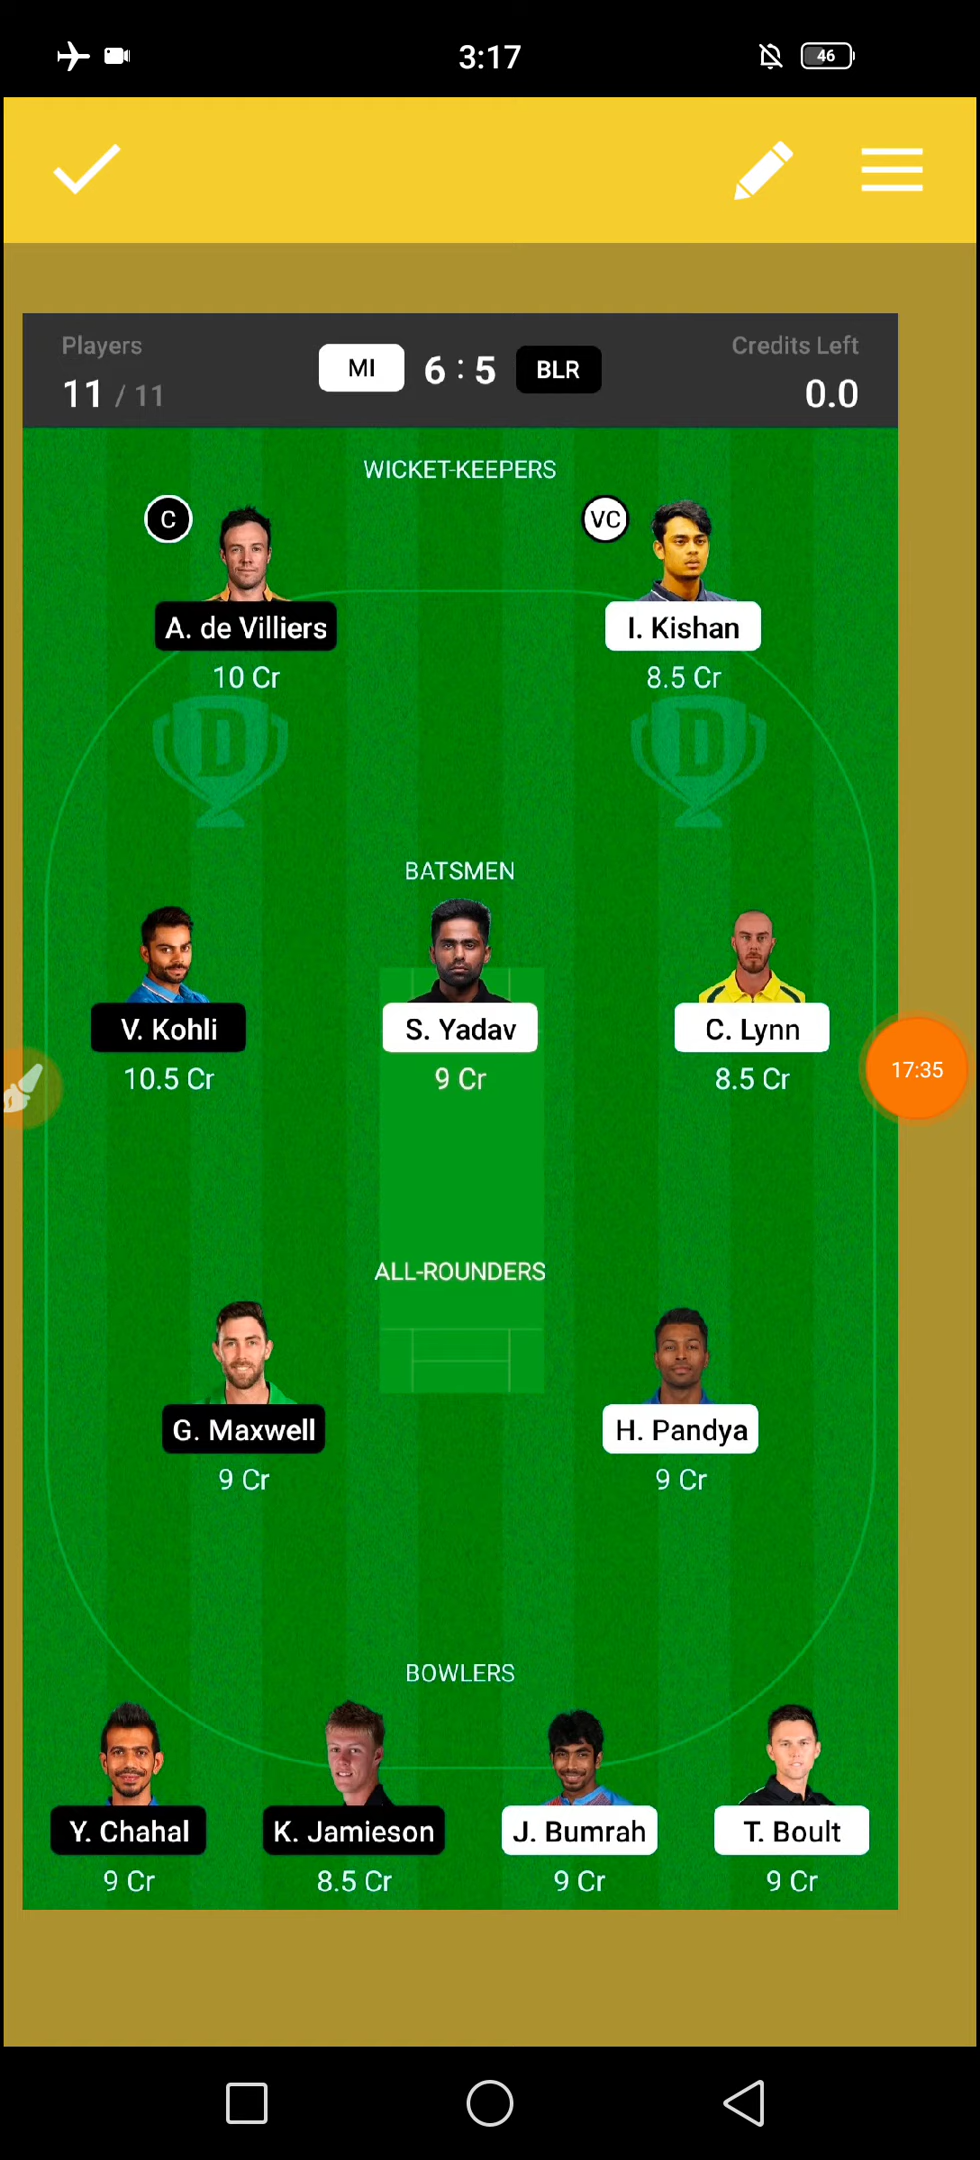 3:17
46
Players
11 / 11
MI 6 : 5 BLR
Credits Left
0.0
WICKET-KEEPERS
C
VC
A. de Villiers
I. Kishan
10 Cr
8.5 Cr
D
D
BATSMEN
V. Kohli
S. Yadav
C. Lynn
10.5 Cr
9 Cr
8.5 Cr
17:35
ALL-ROUNDERS
G. Maxwell
H. Pandya
9 Cr
9 Cr
BOWLERS
Y. Chahal
K. Jamieson
J. Bumrah
T. Boult
9 Cr
8.5 Cr
9 Cr
9 Cr